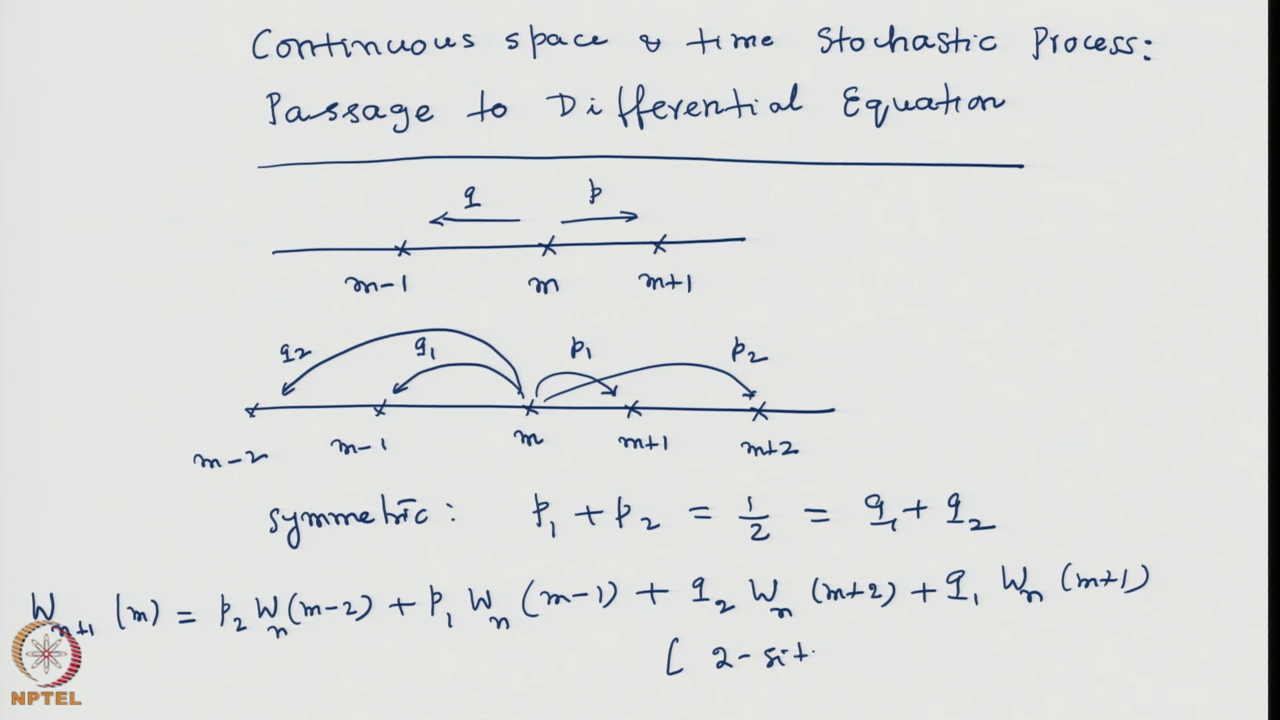 Continuous space & time Stochastic Process:
Passage to Differential Equation
q p
m-1 m m+1
q2 q1 p1 p2
m-2 m-1 m m+1 m+2
symmetric: p1 + p2 = 1/2 = q1 + q2
Wn+1 (m) = p2 Wn(m-2) + p1 Wn (m-1) + q2 Wn (m+2) + q1 Wn (m+1)
[ 2-sit
NPTEL